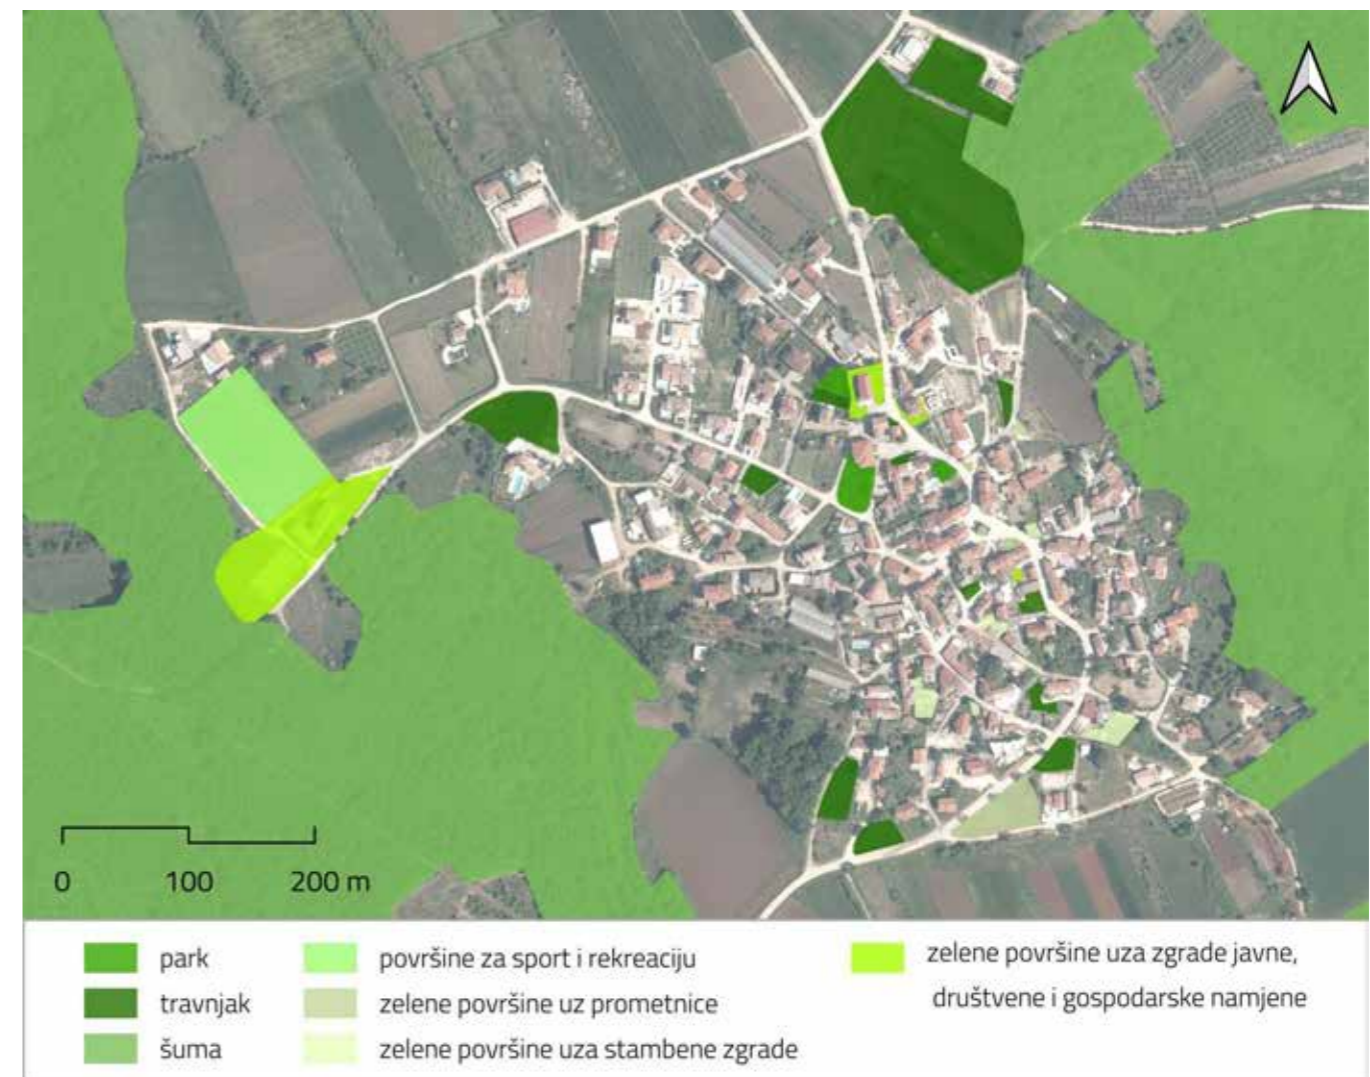 0 100 200 m
park
travnjak
šuma
površine za sport i rekreaciju
zelene površine uz prometnice
zelene površine uza stambene zgrade
zelene površine uza zgrade javne,
društvene i gospodarske namjene